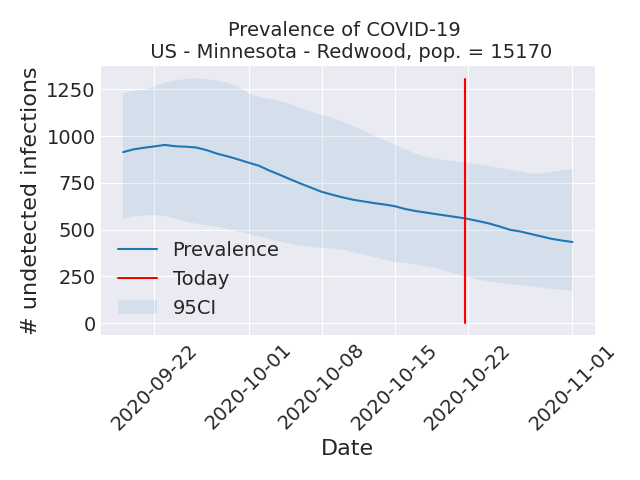 Prevalence of COVID-19
US - Minnesota - Redwood, pop. = 15170
# undetected infections
1250
1000
750
500
250
0
Prevalence
Today
95CI
2020-09-22
2020-10-01
2020-10-08
2020-10-15
2020-10-22
2020-11-01
Date